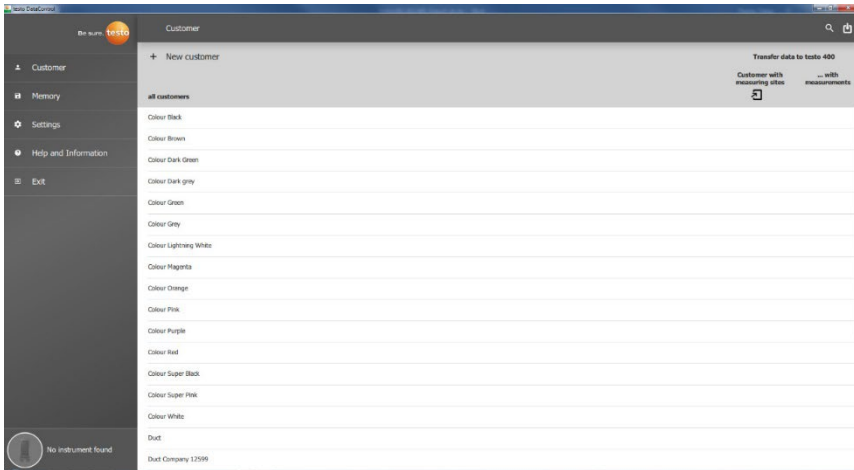 testo DataControl
Be sure. testo
Customer
Customer
Memory
Settings
Help and Information
Exit
No instrument found
+ New customer
Transfer data to testo 400
Customer with
measuring sites
... with
measurements
all customers
Colour Black
Colour Brown
Colour Dark Green
Colour Dark grey
Colour Green
Colour Grey
Colour Lightning White
Colour Magenta
Colour Orange
Colour Pink
Colour Purple
Colour Red
Colour Super Black
Colour Super Pink
Colour White
Duct
Duct Company 12599